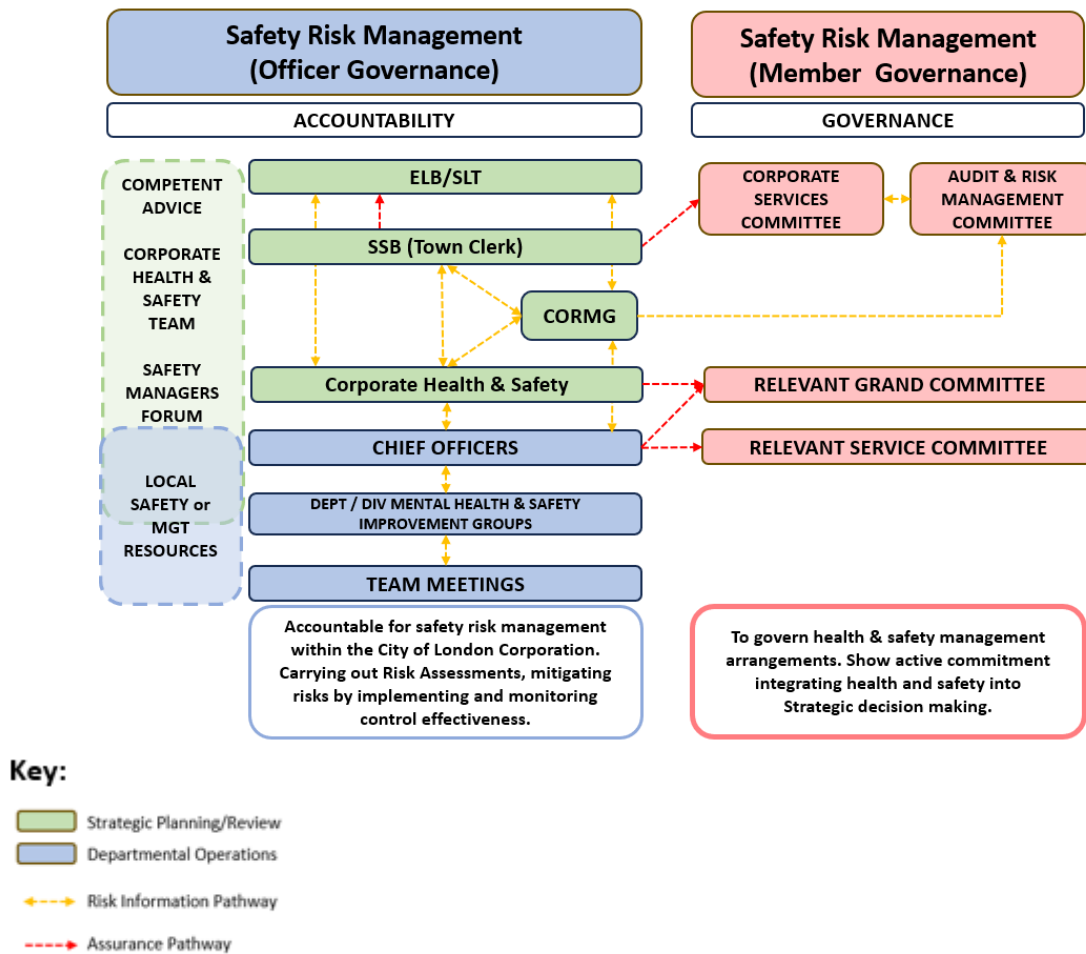 Safety Risk Management
(Officer Governance)
Safety Risk Management
(Member Governance)
ACCOUNTABILITY
GOVERNANCE
COMPETENT
ADVICE
CORPORATE
HEALTH &
SAFETY
TEAM
SAFETY
MANAGERS
FORUM
LOCAL
SAFETY or
MGT
RESOURCES
ELB/SLT
SSB (Town Clerk)
CORMG
Corporate Health & Safety
CHIEF OFFICERS
DEPT / DIV MENTAL HEALTH & SAFETY
IMPROVEMENT GROUPS
TEAM MEETINGS
CORPORATE
SERVICES
COMMITTEE
AUDIT & RISK
MANAGEMENT
COMMITTEE
RELEVANT GRAND COMMITTEE
RELEVANT SERVICE COMMITTEE
Accountable for safety risk management
within the City of London Corporation.
Carrying out Risk Assessments, mitigating
risks by implementing and monitoring
control effectiveness.
To govern health & safety management
arrangements. Show active commitment
integrating health and safety into
Strategic decision making.
Key:
Strategic Planning/Review
Departmental Operations
Risk Information Pathway
Assurance Pathway